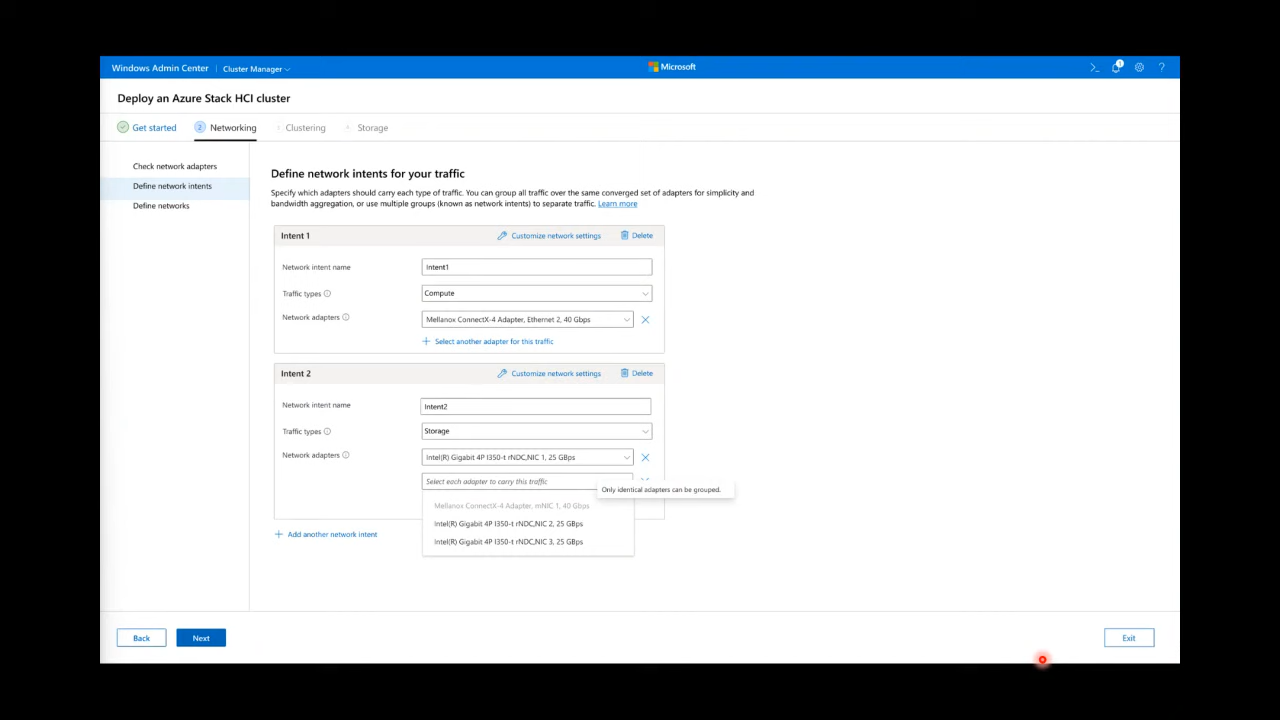 Windows Admin Center | Cluster Manager
Microsoft
1
?
Deploy an Azure Stack HCI cluster
Get started
2 Networking
Clustering
Storage
Check network adapters
Define network intents
Define networks
Define network intents for your traffic
Specify which adapters should carry each type of traffic. You can group all traffic over the same converged set of adapters for simplicity and
bandwidth aggregation, or use multiple groups (known as network intents) to separate traffic. Learn more
Intent 1 Customize network settings Delete
Network intent name Intent1
Traffic types Compute
Network adapters Mellanox ConnectX-4 Adapter, Ethernet 2, 40 Gbps
+ Select another adapter for this traffic
Intent 2 Customize network settings Delete
Network intent name Intent2
Traffic types Storage
Network adapters Intel(R) Gigabit 4P I350-t rNDC,NIC 1, 25 GBps
Select each adapter to carry this traffic
Only identical adapters can be grouped.
Mellanox ConnectX-4 Adapter, mNIC 1, 40 Gbps
Intel(R) Gigabit 4P I350-t rNDC,NIC 2, 25 GBps
Intel(R) Gigabit 4P I350-t rNDC,NIC 3, 25 GBps
+ Add another network intent
Back
Next
Exit